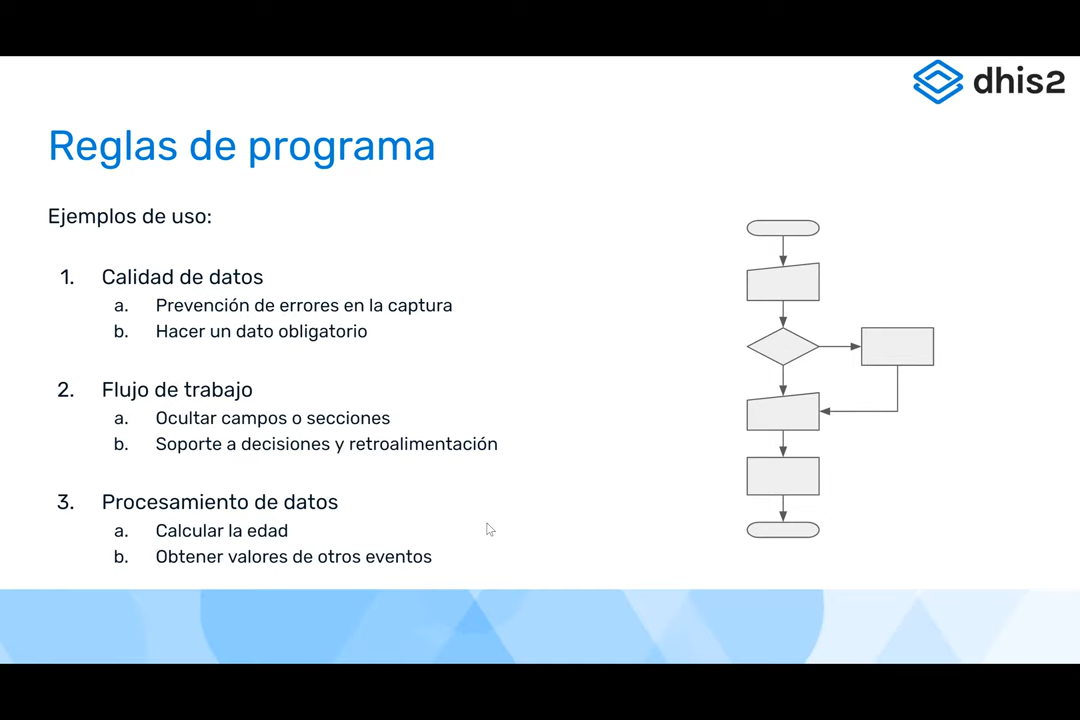 dhis2
Reglas de programa
Ejemplos de uso:
1. Calidad de datos
a. Prevención de errores en la captura
b. Hacer un dato obligatorio
2. Flujo de trabajo
a. Ocultar campos o secciones
b. Soporte a decisiones y retroalimentación
3. Procesamiento de datos
a. Calcular la edad
b. Obtener valores de otros eventos